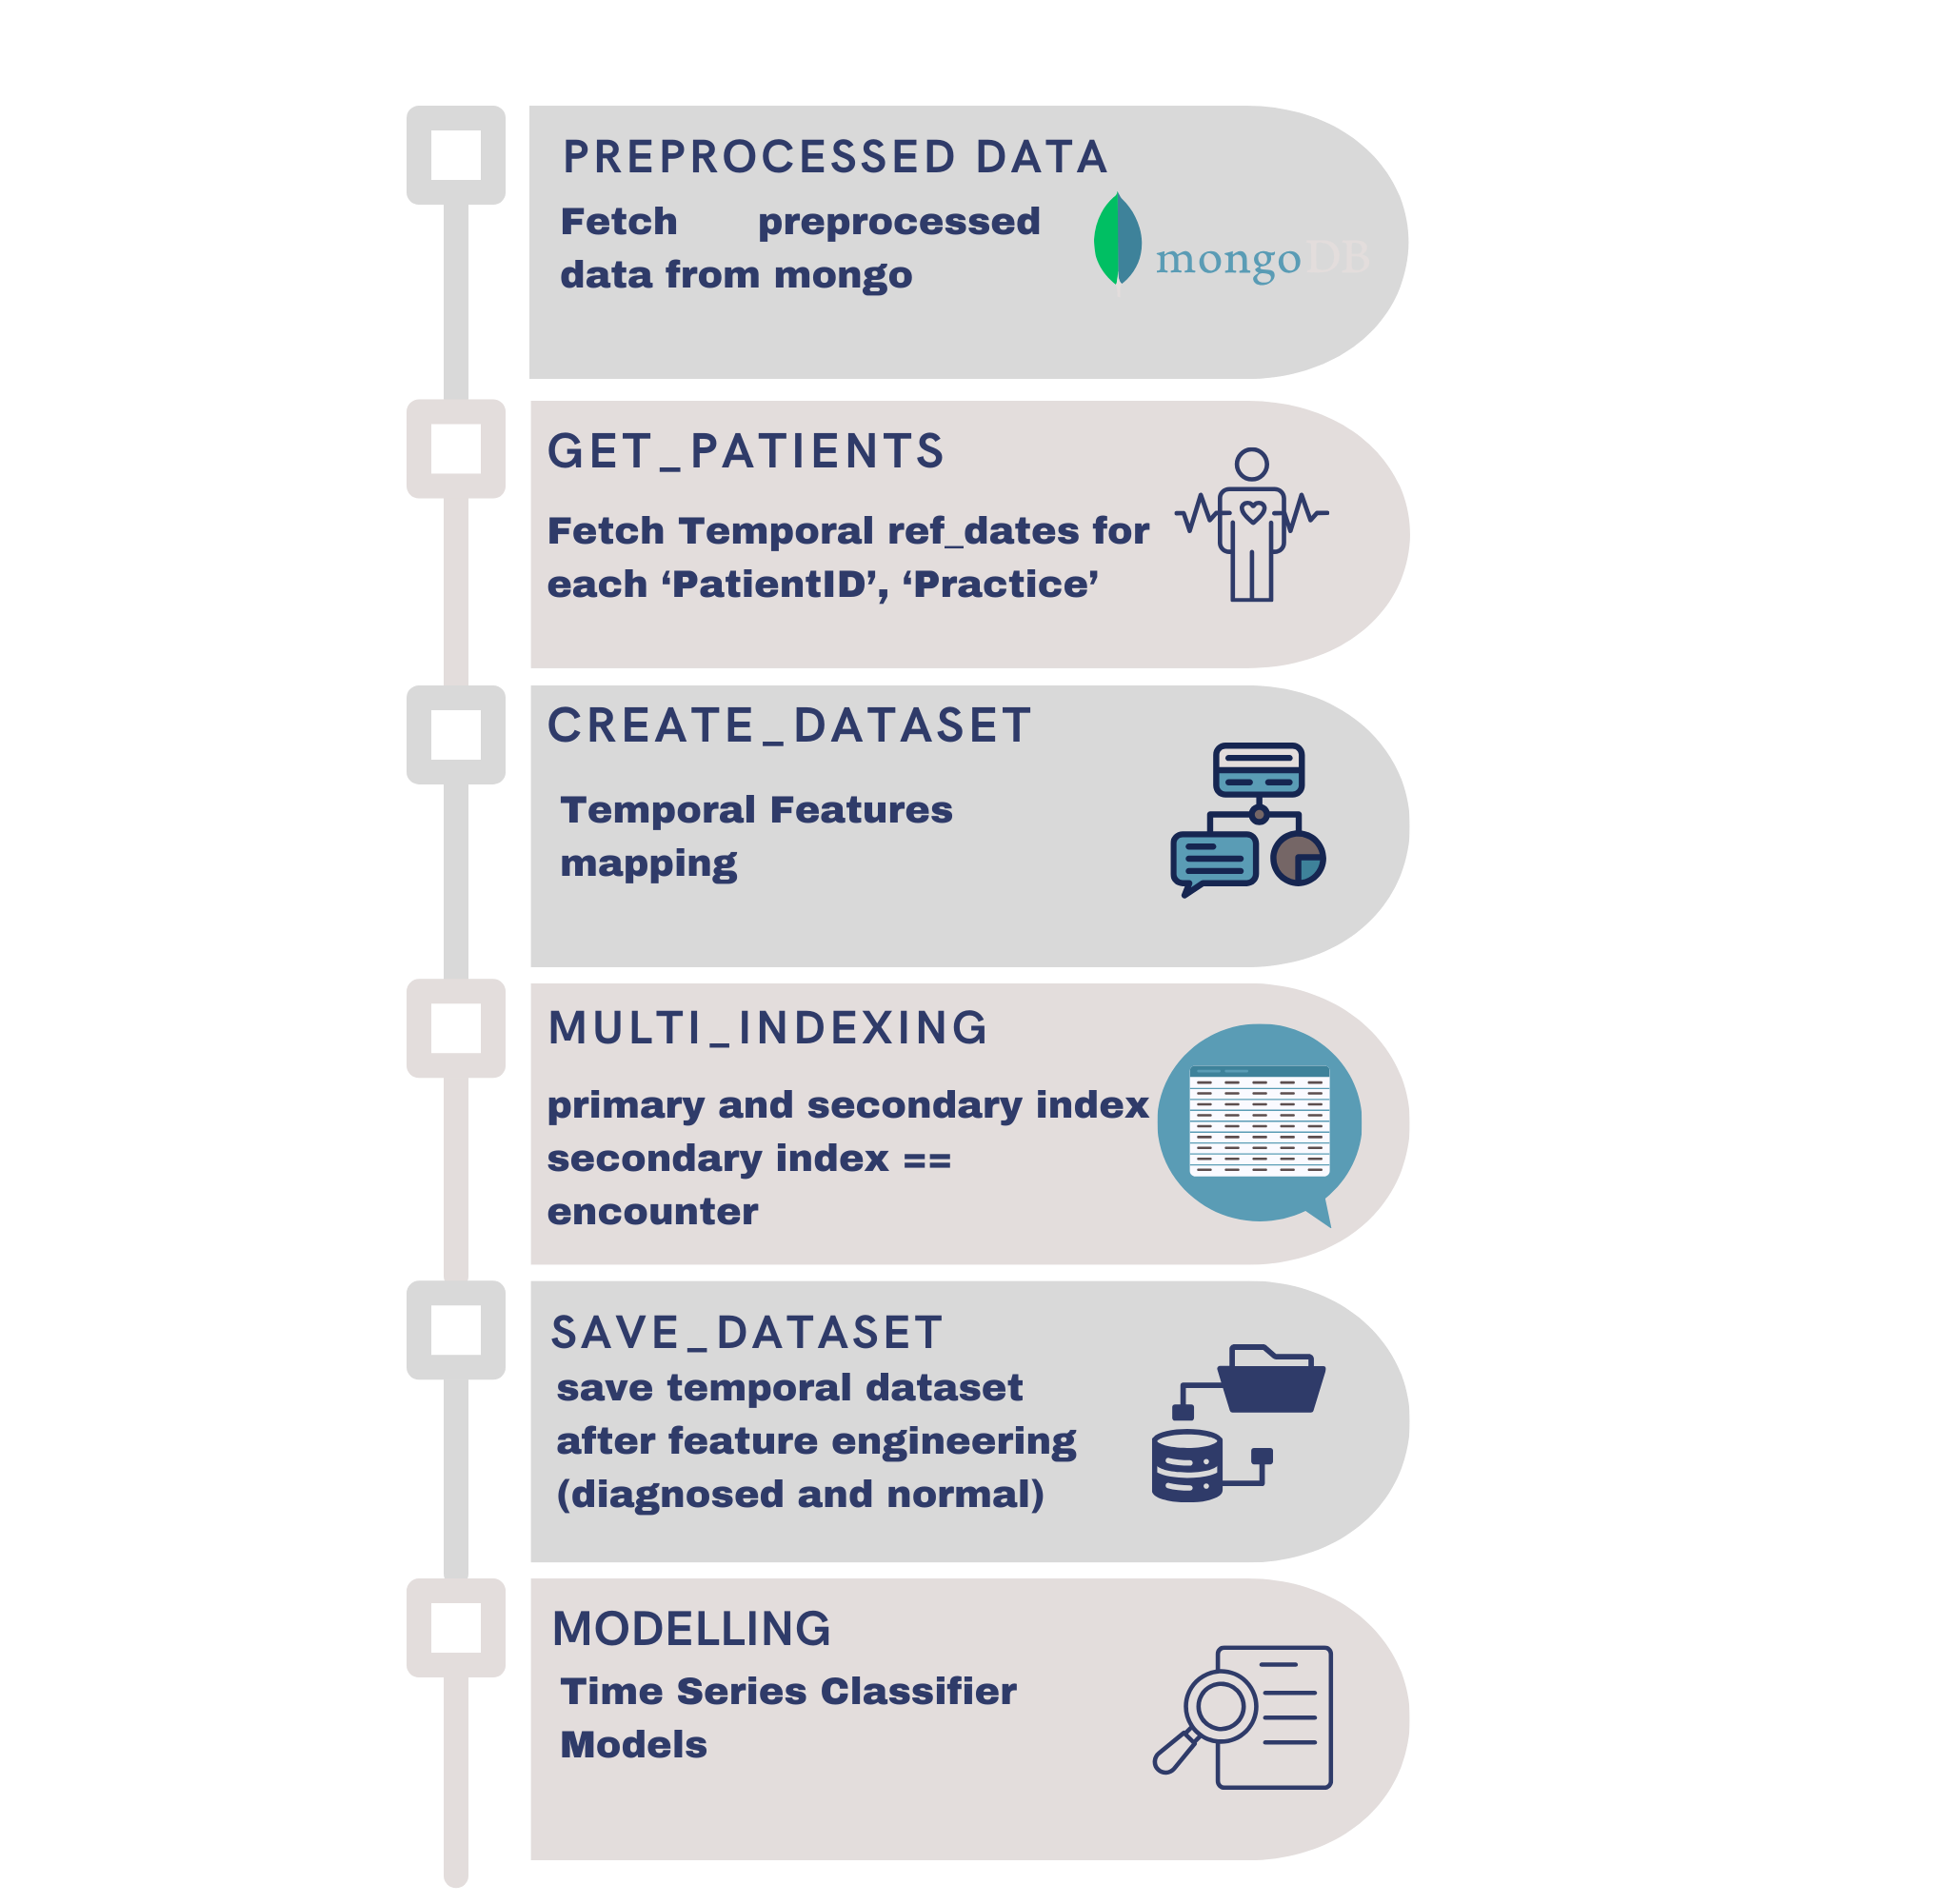 PREPROCESSED DATA
Fetch preprocessed
data from mongo
mongoDB
GET_PATIENTS
Fetch Temporal ref_dates for
each ‘PatientID’, ‘Practice’
CREATE_DATASET
Temporal Features
mapping
MULTI_INDEXING
primary and secondary index
secondary index ==
encounter
SAVE_DATASET
save temporal dataset
after feature engineering
(diagnosed and normal)
MODELLING
Time Series Classifier
Models